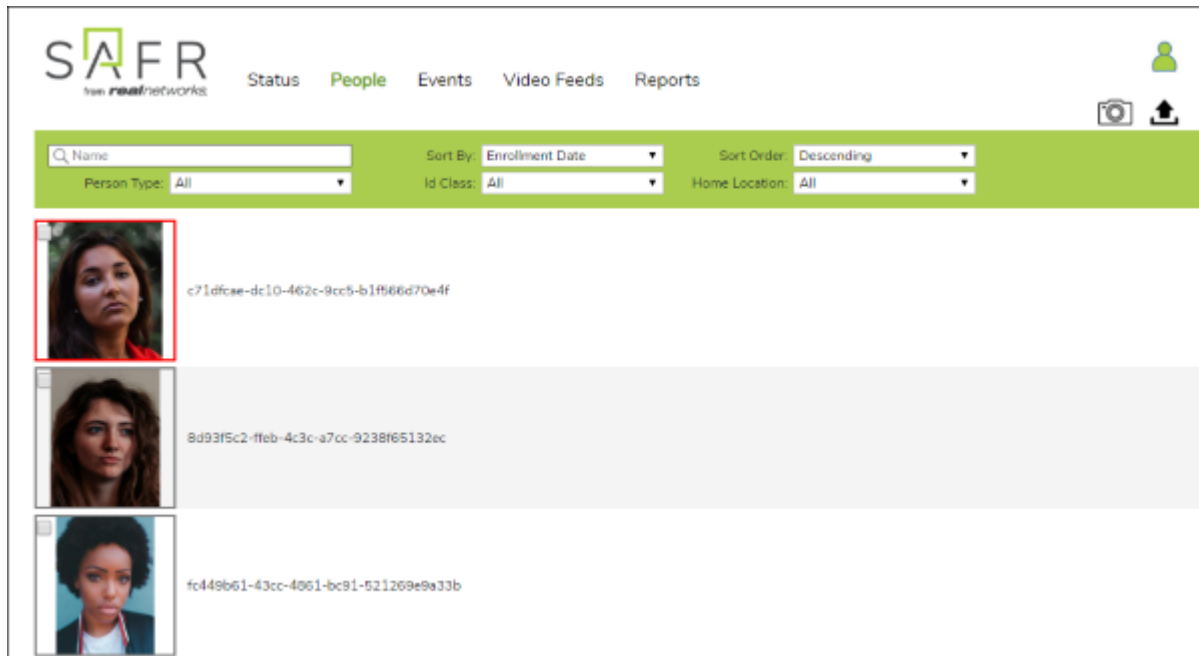 SAFR
from realnetworks
Status People Events Video Feeds Reports
Name
Sort By: Enrollment Date
Sort Order: Descending
Person Type: All
Id Class: All
Home Location: All
c71dfcae-dc10-462c-9cc5-b1f566d70e4f
8d93f5c2-ffeb-4c3c-a7cc-9238f65132ec
fc449b61-43cc-4861-bc91-521269e9a33b